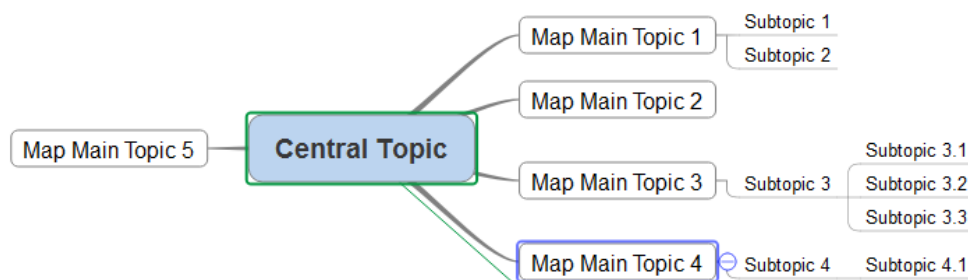 Map Main Topic 1
Subtopic 1
Subtopic 2
Map Main Topic 2
Map Main Topic 5
Central Topic
Map Main Topic 3
Subtopic 3
Subtopic 3.1
Subtopic 3.2
Subtopic 3.3
Map Main Topic 4
Subtopic 4
Subtopic 4.1